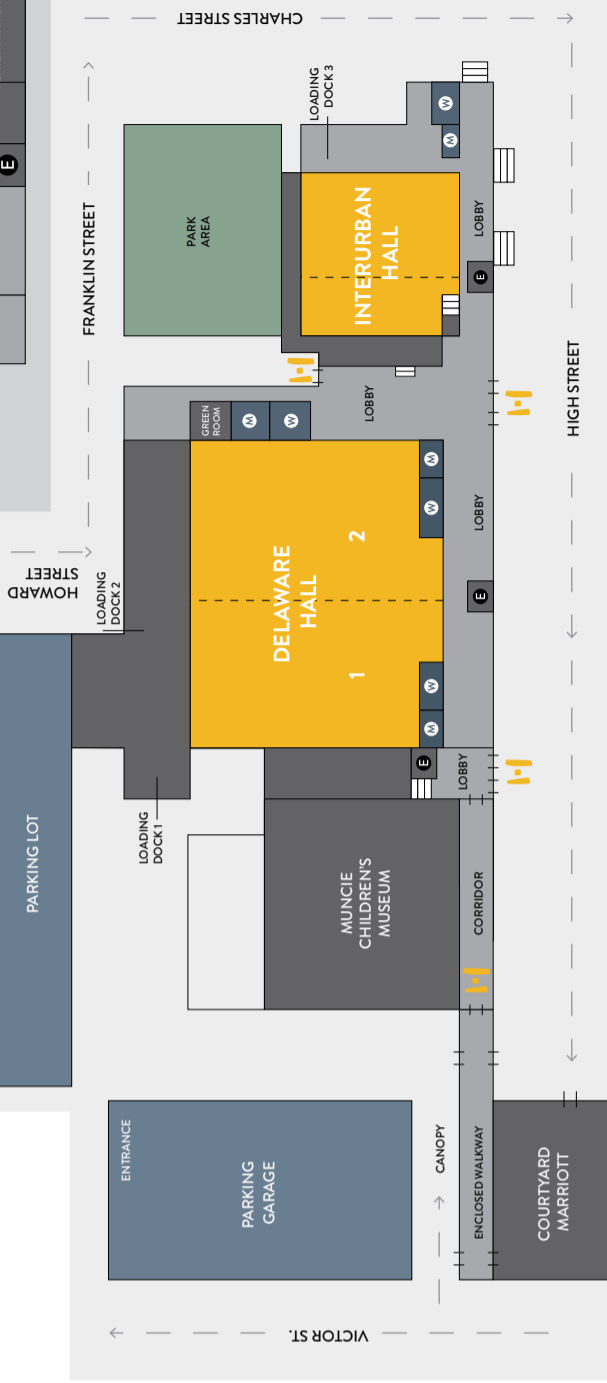 CHARLES STREET
E
FRANKLIN STREET
PARK
AREA
LOADING
DOCK 3
INTERURBAN
HALL
M
W
LOBBY
E
LOBBY
GREEN
ROOM
M
W
HIGH STREET
HOWARD
STREET
LOADING
DOCK 2
DELAWARE
HALL
2
1
M
W
LOBBY
E
W
M
E
LOBBY
LOADING
DOCK 1
PARKING LOT
MUNCIE
CHILDREN'S
MUSEUM
CORRIDOR
ENTRANCE
PARKING
GARAGE
CANOPY
ENCLOSED WALKWAY
COURTYARD
MARRIOTT
VICTOR ST.